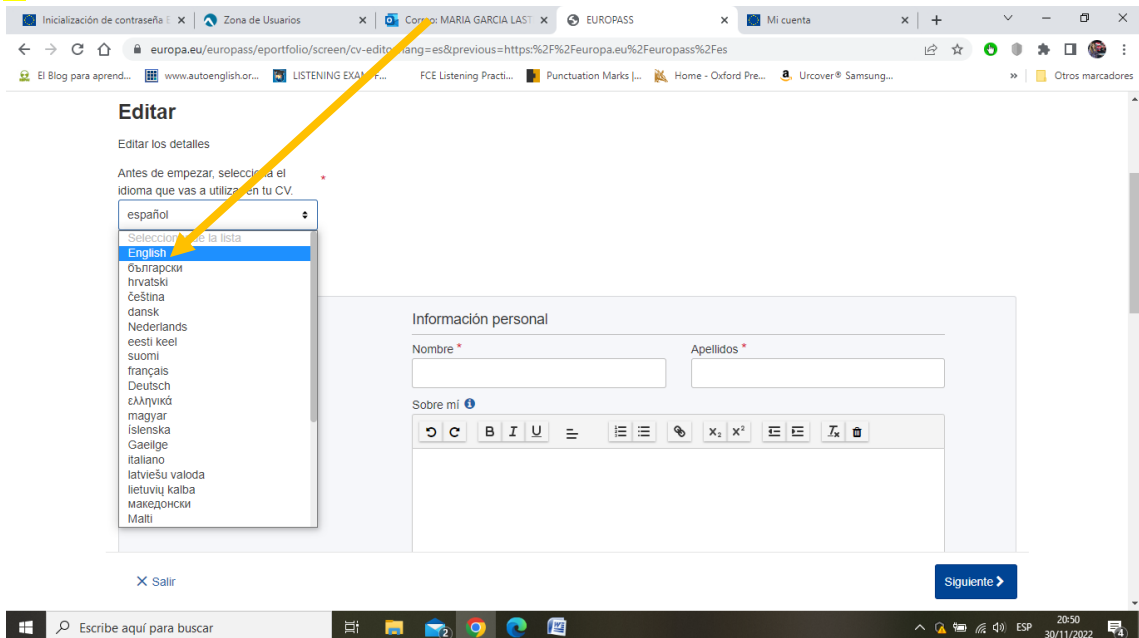 Inicialización de contraseña E
Zona de Usuarios
Correo: MARIA GARCIA LAST
EUROPASS
Mi cuenta
europa.eu/europass/eportfolio/screen/cv-editor?lang=es&previous=https:%2F%2Feuropa.eu%2Feuropass%2Fes
El Blog para aprend...
www.autoenglish.or...
LISTENING EXAM F...
FCE Listening Practi...
Punctuation Marks |...
Home - Oxford Pre...
Urcover® Samsung...
»
Otros marcadores
Editar
Editar los detalles
Antes de empezar, selecciona el *
idioma que vas a utilizar en tu CV.
español
Selecciona de la lista
English
български
hrvatski
čeština
dansk
Nederlands
eesti keel
suomi
français
Deutsch
ελληνικά
magyar
íslenska
Gaeilge
italiano
latviešu valoda
lietuvių kalba
македонски
Malti
Información personal
Nombre *
Apellidos *
Sobre mí
B I U
X₂ X²
Salir
Siguiente
Escribe aquí para buscar
2
ESP
20:50
30/11/2022
4